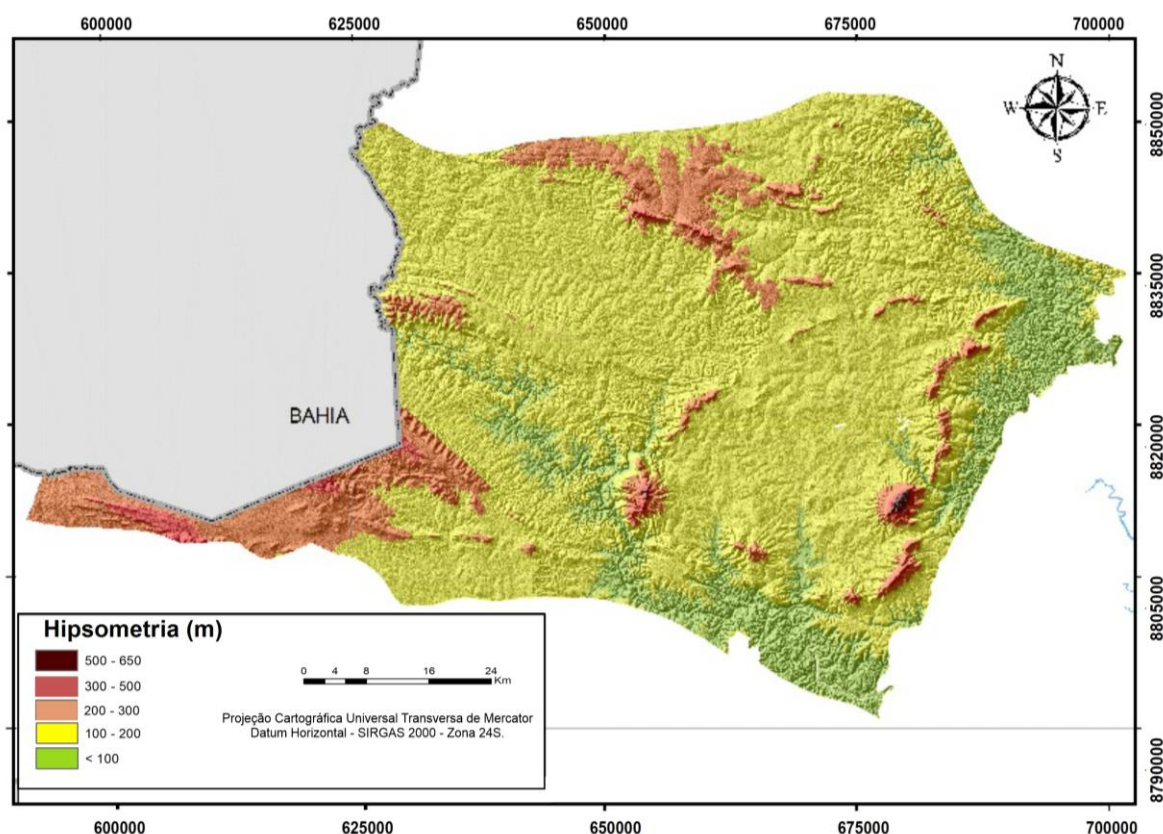 600000 625000 650000 675000 700000
N
W E
S
8850000
8835000
8820000
8805000
8790000
BAHIA
Hipsometria (m)
500 - 650
300 - 500
200 - 300
100 - 200
< 100
0 4 8 16 24
Km
Projeção Cartográfica Universal Transversa de Mercator
Datum Horizontal - SIRGAS 2000 - Zona 24S.
600000 625000 650000 675000 700000